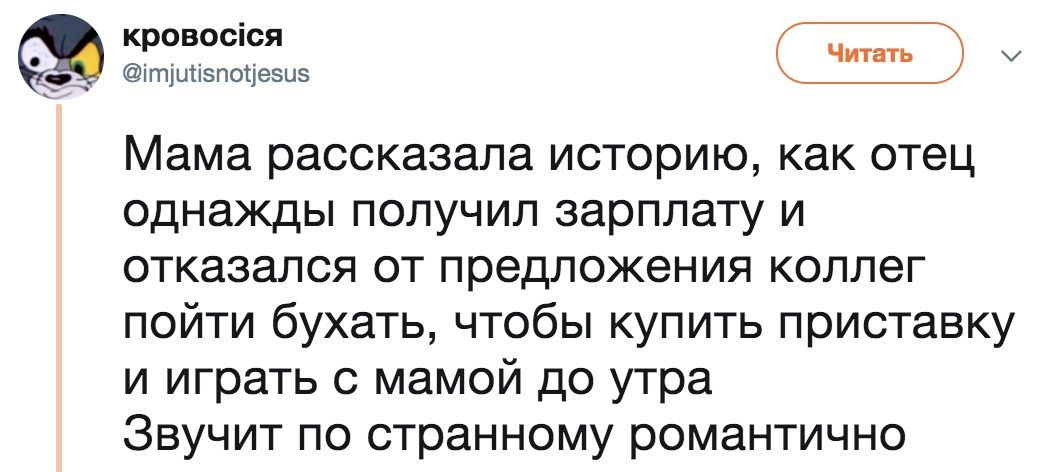 кровосіся
@imjutisnotjesus
Читать
Мама рассказала историю, как отец
однажды получил зарплату и
отказался от предложения коллег
пойти бухать, чтобы купить приставку
и играть с мамой до утра
Звучит по странному романтично